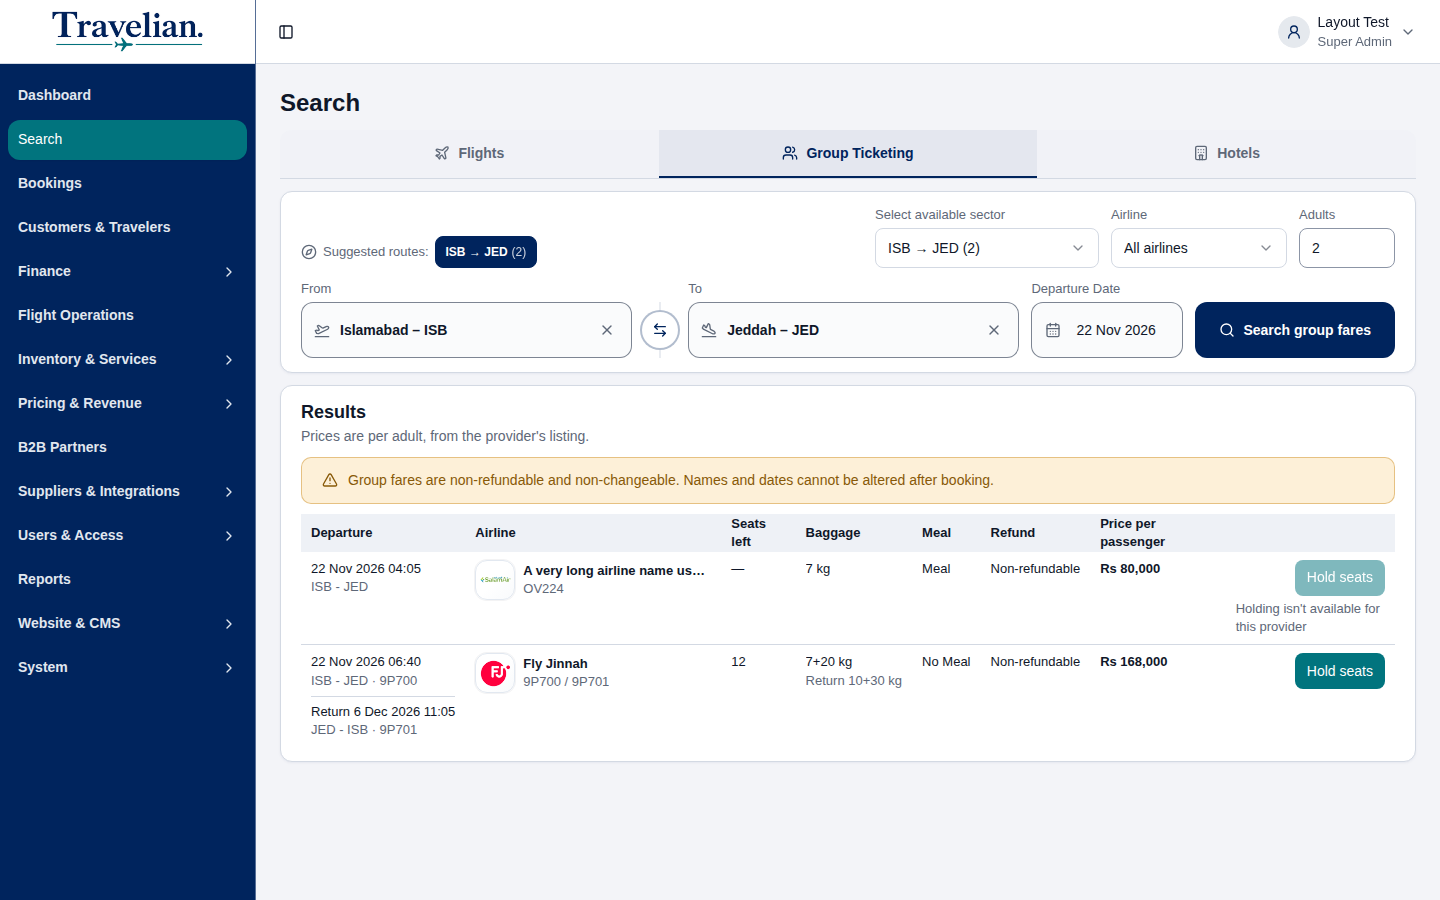 Travelian.
Layout Test
Super Admin
Dashboard
Search
Bookings
Customers & Travelers
Finance
Flight Operations
Inventory & Services
Pricing & Revenue
B2B Partners
Suppliers & Integrations
Users & Access
Reports
Website & CMS
System
Search
Flights
Group Ticketing
Hotels
Suggested routes: ISB → JED (2)
Select available sector
ISB → JED (2)
Airline
All airlines
Adults
2
From
Islamabad – ISB
To
Jeddah – JED
Departure Date
22 Nov 2026
Search group fares
Results
Prices are per adult, from the provider's listing.
Group fares are non-refundable and non-changeable. Names and dates cannot be altered after booking.
Departure Airline Seats left Baggage Meal Refund Price per passenger
22 Nov 2026 04:05
ISB - JED
SalamAir
A very long airline name us...
OV224
—
7 kg
Meal
Non-refundable
Rs 80,000
Hold seats
Holding isn't available for
this provider
22 Nov 2026 06:40
ISB - JED · 9P700
Return 6 Dec 2026 11:05
JED - ISB · 9P701
FJ
Fly Jinnah
9P700 / 9P701
12
7+20 kg
Return 10+30 kg
No Meal
Non-refundable
Rs 168,000
Hold seats